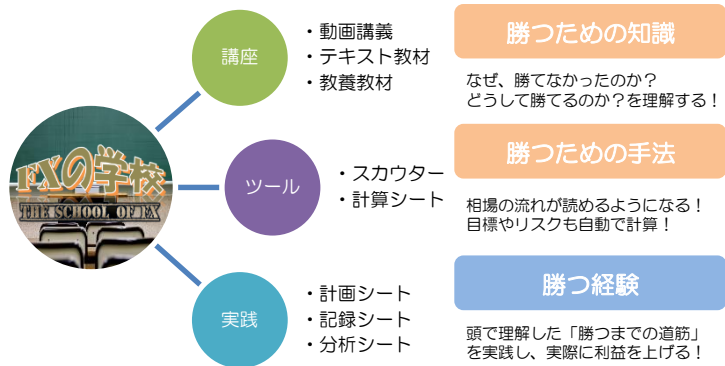 FXの学校
THE SCHOOL OF FX
講座
・動画講義
・テキスト教材
・教養教材
勝つための知識
なぜ、勝てなかったのか？
どうして勝てるのか？を理解する！
ツール
・スカウター
・計算シート
勝つための手法
相場の流れが読めるようになる！
目標やリスクも自動で計算！
実践
・計画シート
・記録シート
・分析シート
勝つ経験
頭で理解した「勝つまでの道筋」
を実践し、実際に利益を上げる！